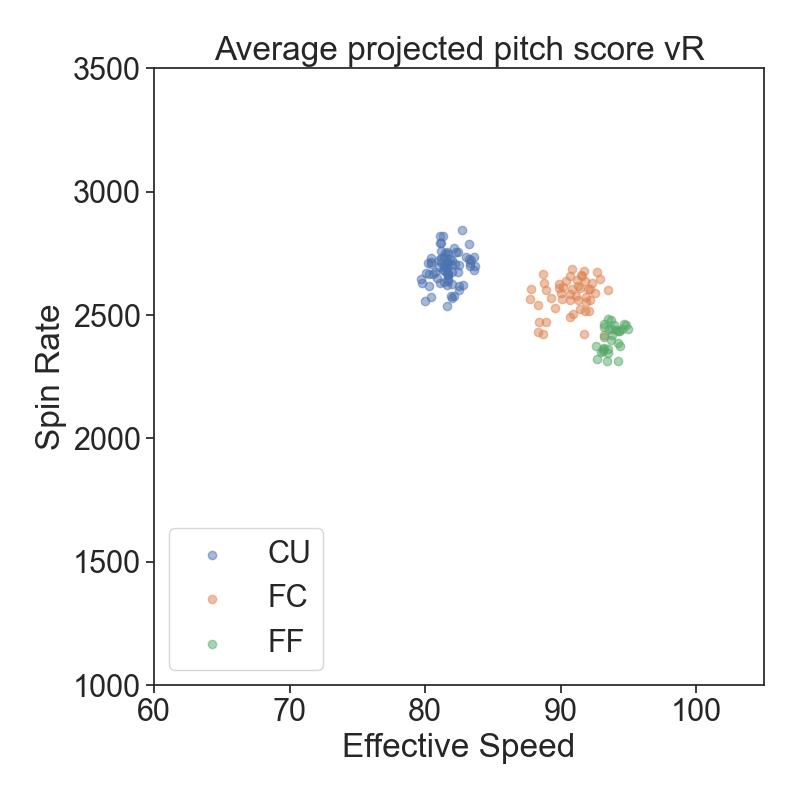 Average projected pitch score vR
3500
3000
2500
2000
1500
1000
Spin Rate
CU
FC
FF
60 70 80 90 100
Effective Speed